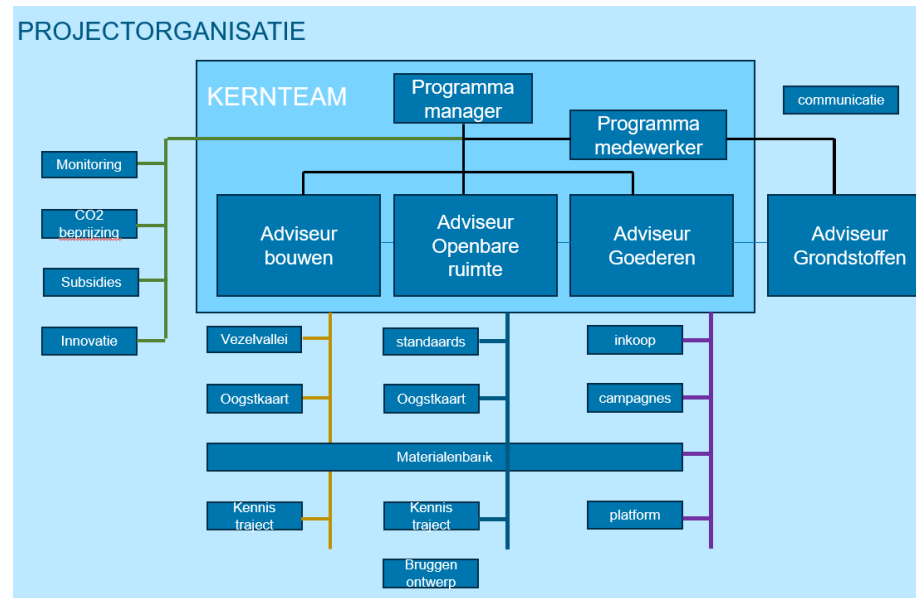 PROJECTORGANISATIE
KERNTEAM
Programma
manager
communicatie
Programma
medewerker
Monitoring
CO2
beprijzing
Subsidies
Innovatie
Adviseur
bouwen
Adviseur
Openbare
ruimte
Adviseur
Goederen
Adviseur
Grondstoffen
Vezelvallei
standaards
inkoop
Oogstkaart
Oogstkaart
campagnes
Materialenbank
Kennis
traject
Kennis
traject
platform
Bruggen
ontwerp